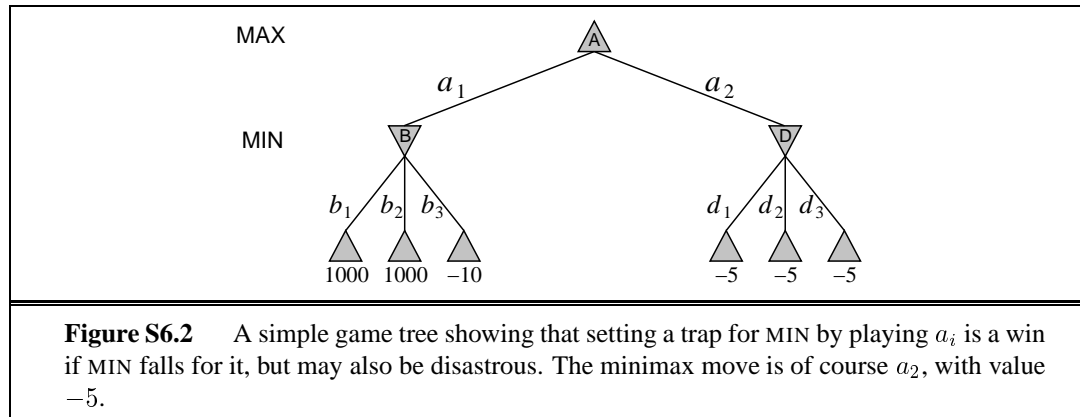 MAX
A
a1 a2
MIN
B D
b1 b2 b3 d1 d2 d3
1000 1000 −10 −5 −5 −5
Figure S6.2 A simple game tree showing that setting a trap for MIN by playing ai is a win
if MIN falls for it, but may also be disastrous. The minimax move is of course a2, with value
−5.